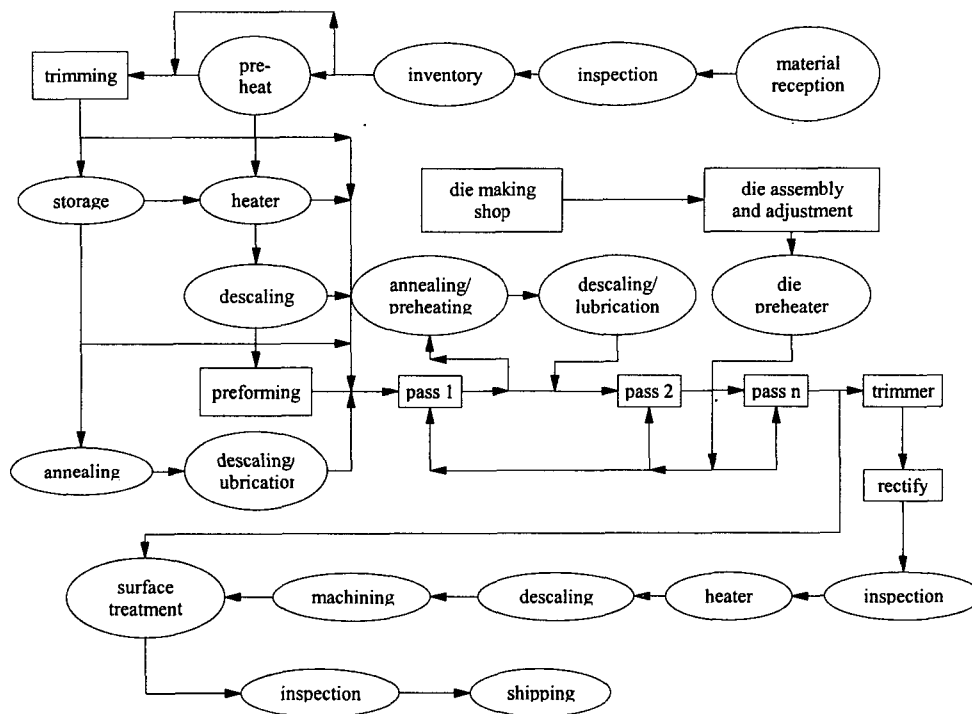 trimming
pre-
heat
inventory
inspection
material
reception
storage
heater
die making
shop
die assembly
and adjustment
descaling
annealing/
preheating
descaling/
lubrication
die
preheater
preforming
pass 1
pass 2
pass n
trimmer
annealing
descaling/
ubrication
rectify
surface
treatment
machining
descaling
heater
inspection
inspection
shipping